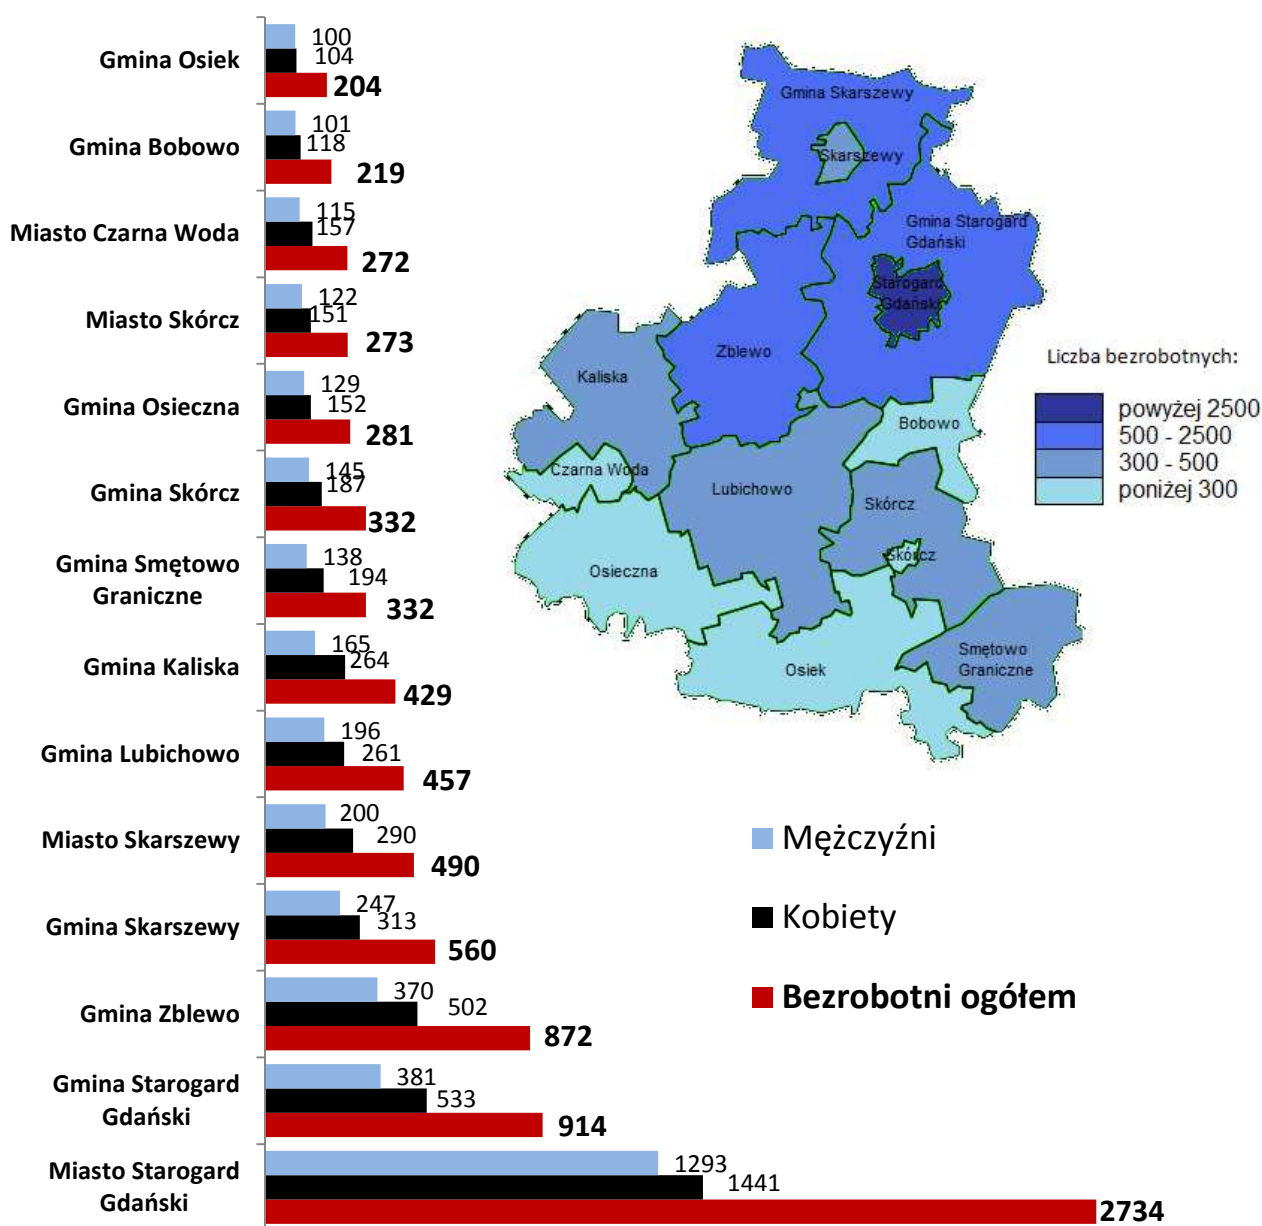 Gmina Osiek
100
104
204
Gmina Bobowo
101
118
219
Miasto Czarna Woda
115
157
272
Miasto Skórcz
122
151
273
Gmina Osieczna
129
152
281
Gmina Skórcz
145
187
332
Gmina Smętowo
Graniczne
138
194
332
Gmina Kaliska
165
264
429
Gmina Lubichowo
196
261
457
Miasto Skarszewy
200
290
490
Gmina Skarszewy
247
313
560
Gmina Zblewo
370
502
872
Gmina Starogard
Gdański
381
533
914
Miasto Starogard
Gdański
1293
1441
2734
Gmina Skarszewy
Skarszewy
Gmina Starogard
Gdański
Starogard
Gdański
Zblewo
Kaliska
Bobowo
Czarna Woda
Lubichowo
Skórcz
Skórcz
Osieczna
Osiek
Smętowo
Graniczne
Liczba bezrobotnych:
powyżej 2500
500 - 2500
300 - 500
poniżej 300
Mężczyźni
Kobiety
Bezrobotni ogółem